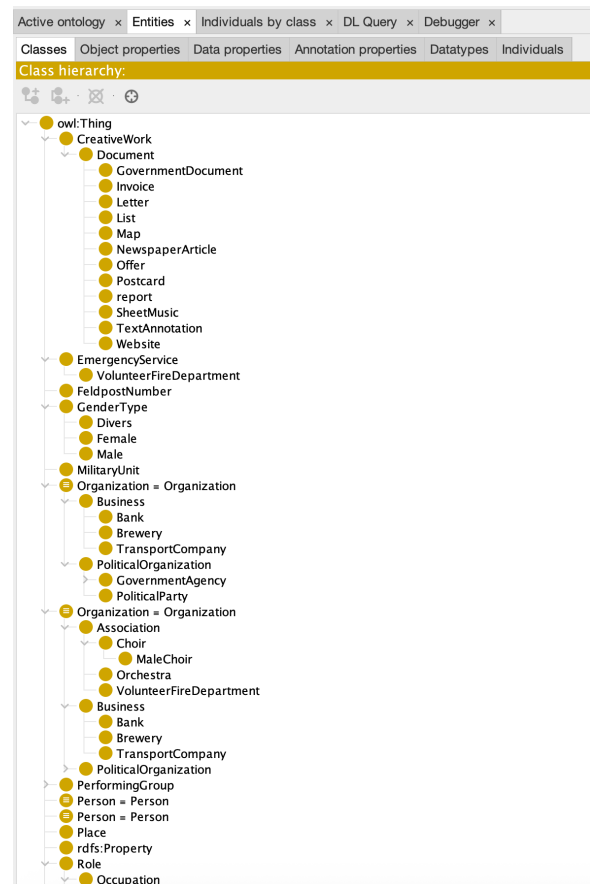 Active ontology × Entities × Individuals by class × DL Query × Debugger ×
Classes Object properties Data properties Annotation properties Datatypes Individuals
Class hierarchy:
owl:Thing
CreativeWork
Document
GovernmentDocument
Invoice
Letter
List
Map
NewspaperArticle
Offer
Postcard
report
SheetMusic
TextAnnotation
Website
EmergencyService
VolunteerFireDepartment
FeldpostNumber
GenderType
Divers
Female
Male
MilitaryUnit
Organization = Organization
Business
Bank
Brewery
TransportCompany
PoliticalOrganization
GovernmentAgency
PoliticalParty
Organization = Organization
Association
Choir
MaleChoir
Orchestra
VolunteerFireDepartment
Business
Bank
Brewery
TransportCompany
PoliticalOrganization
PerformingGroup
Person = Person
Person = Person
Place
rdfs:Property
Role
Occupation